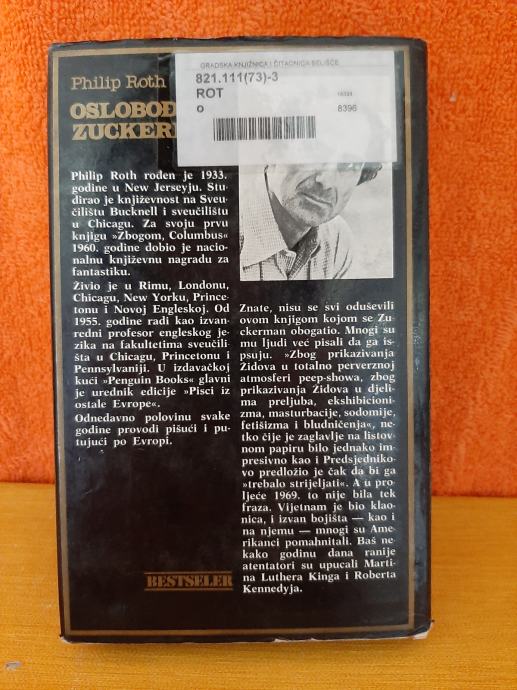 GRADSKA KNJIŽNICA I ČITAONICA BELIŠĆE
821.111(73)-3
ROT
o
8396
Philip Roth
OSLOBOĐ
ZUCKER
Philip Roth rođen je 1933.
godine u New Jerseyju. Stu-
dirao je književnost na Sveu-
čilištu Bucknell i sveučilištu
u Chicagu. Za svoju prvu
knjigu »Zbogom, Columbus«
1960. godine dobio je nacio-
nalnu književnu nagradu za
fantastiku.
Živio je u Rimu, Londonu,
Chicagu, New Yorku, Prince-
tonu i Novoj Engleskoj. Od
1955. godine radi kao izvan-
redni profesor engleskog je-
zika na fakultetima sveučili-
šta u Chicagu, Princetonu i
Pennsylvaniji. U izdavačkoj
kući »Penguin Books« glavni
je urednik edicije »Pisci iz
ostale Evrope«.
Odnedavno polovinu svake
godine provodi pišući i pu-
tujući po Evropi.
Znate, nisu se svi oduševili
ovom knjigom kojom se Zu-
ckerman obogatio. Mnogi su
mu ljudi već pisali da ga is-
psuju. »Zbog prikazivanja
Židova u totalno perverznoj
atmosferi peep-showa, zbog
prikazivanja Židova u djeli-
ma preljuba, ekshibicioni-
zma, masturbacije, sodomije,
fetišizma i bludničenja«, ne-
tko čije je zaglavlje na listov-
nom papiru bilo jednako im-
presivno kao i Predsjedniko-
vo predložio je čak da bi ga
»trebalo strijeljati«. A u pro-
ljeće 1969. to nije bila tek
fraza. Vijetnam je bio klao-
nica, i izvan bojišta — kao i
na njemu — mnogi su Ame-
rikanci pomahnitali. Baš ne-
kako godinu dana ranije
atentatori su upucali Marti-
na Luthera Kinga i Roberta
Kennedyja.
BESTSELER